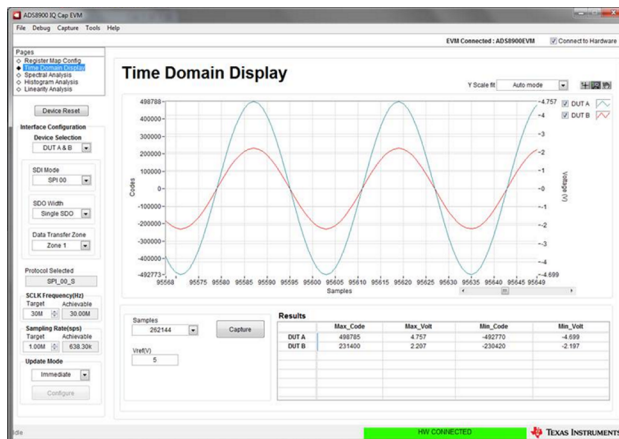 ADS8900 IQ Cap EVM
File Debug Capture Tools Help
EVM Connected : ADS8900EVM
Connect to Hardware
Pages
Register Map Config
Time Domain Display
Spectral Analysis
Histogram Analysis
Linearity Analysis
Device Reset
Interface Configuration
Device Selection
DUT A & B
SDI Mode
SPI 00
SDO Width
Single SDO
Data Transfer Zone
Zone 1
Protocol Selected
SPI_00_S
SCLK Frequency(Hz)
Target Achievable
30M 30.00M
Sampling Rate(sps)
Target Achievable
1.00M 638.30k
Update Mode
Immediate
Configure
Time Domain Display
Y Scale fit Auto mode
DUT A
DUT B
498788
400000
300000
200000
100000
0
-100000
-200000
-300000
-400000
-492773
Codes
4.757
4
3
2
1
0
-1
-2
-3
-4
-4.699
Voltage (V)
95568 95575 95580 95585 95590 95595 95600 95605 95610 95615 95620 95625 95630 95635 95649
Samples
Samples
262144
Capture
Vref(V)
5
Results
Max_Code Max_Volt Min_Code Min_Volt
DUT A 498785 4.757 -492770 -4.699
DUT B 231400 2.207 -230420 -2.197
Idle
HW CONNECTED
TEXAS INSTRUMENTS